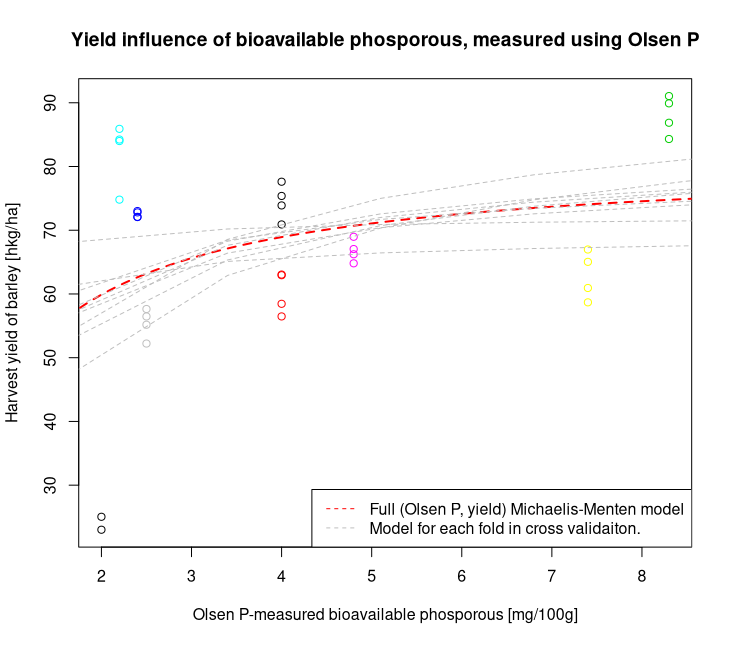 Yield influence of bioavailable phosporous, measured using Olsen P
Harvest yield of barley [hkg/ha]
90
80
70
60
50
40
30
Full (Olsen P, yield) Michaelis-Menten model
Model for each fold in cross validaiton.
2 3 4 5 6 7 8
Olsen P-measured bioavailable phosporous [mg/100g]